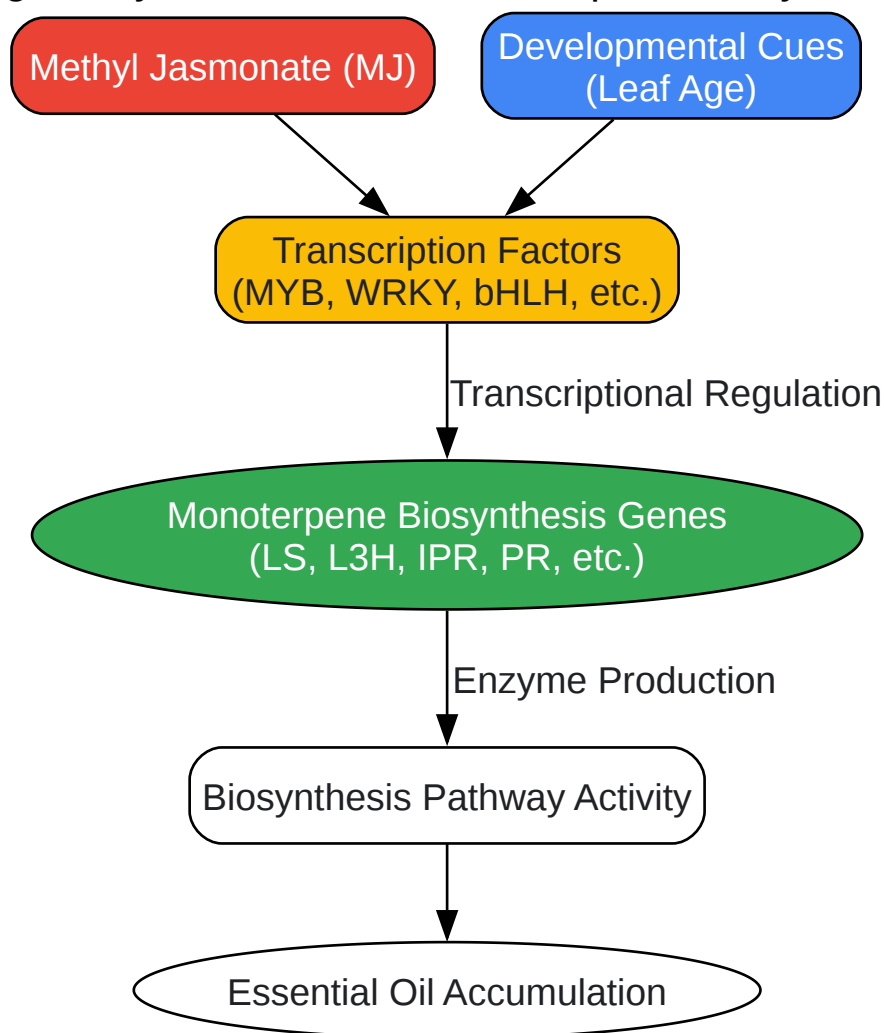 Methyl Jasmonate (MJ)
Developmental Cues
(Leaf Age)
Transcription Factors
(MYB, WRKY, bHLH, etc.)
Transcriptional Regulation
Monoterpene Biosynthesis Genes
(LS, L3H, IPR, PR, etc.)
Enzyme Production
Biosynthesis Pathway Activity
Essential Oil Accumulation